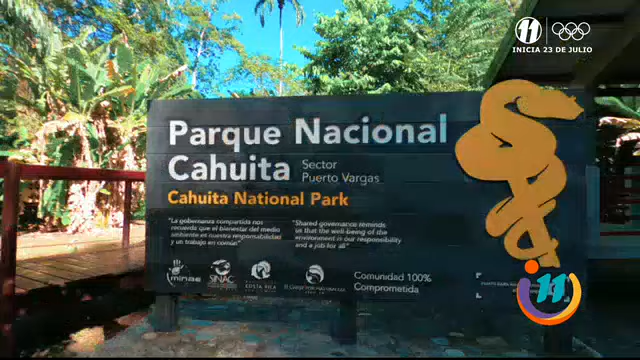 11
INICIA 23 DE JULIO
Parque Nacional
Cahuita
Sector
Puerto Vargas
Cahuita National Park
"La gobernanza compartida nos
recuerda que el bienestar del medio
ambiente es nuestra responsabilidad
y un trabajo en común"
"Shared governance reminds
us that the well-being of the
environment is our responsibility
and a job for all"
minae
SINAC
COSTA RICA
Comunidad 100%
Comprometida
11